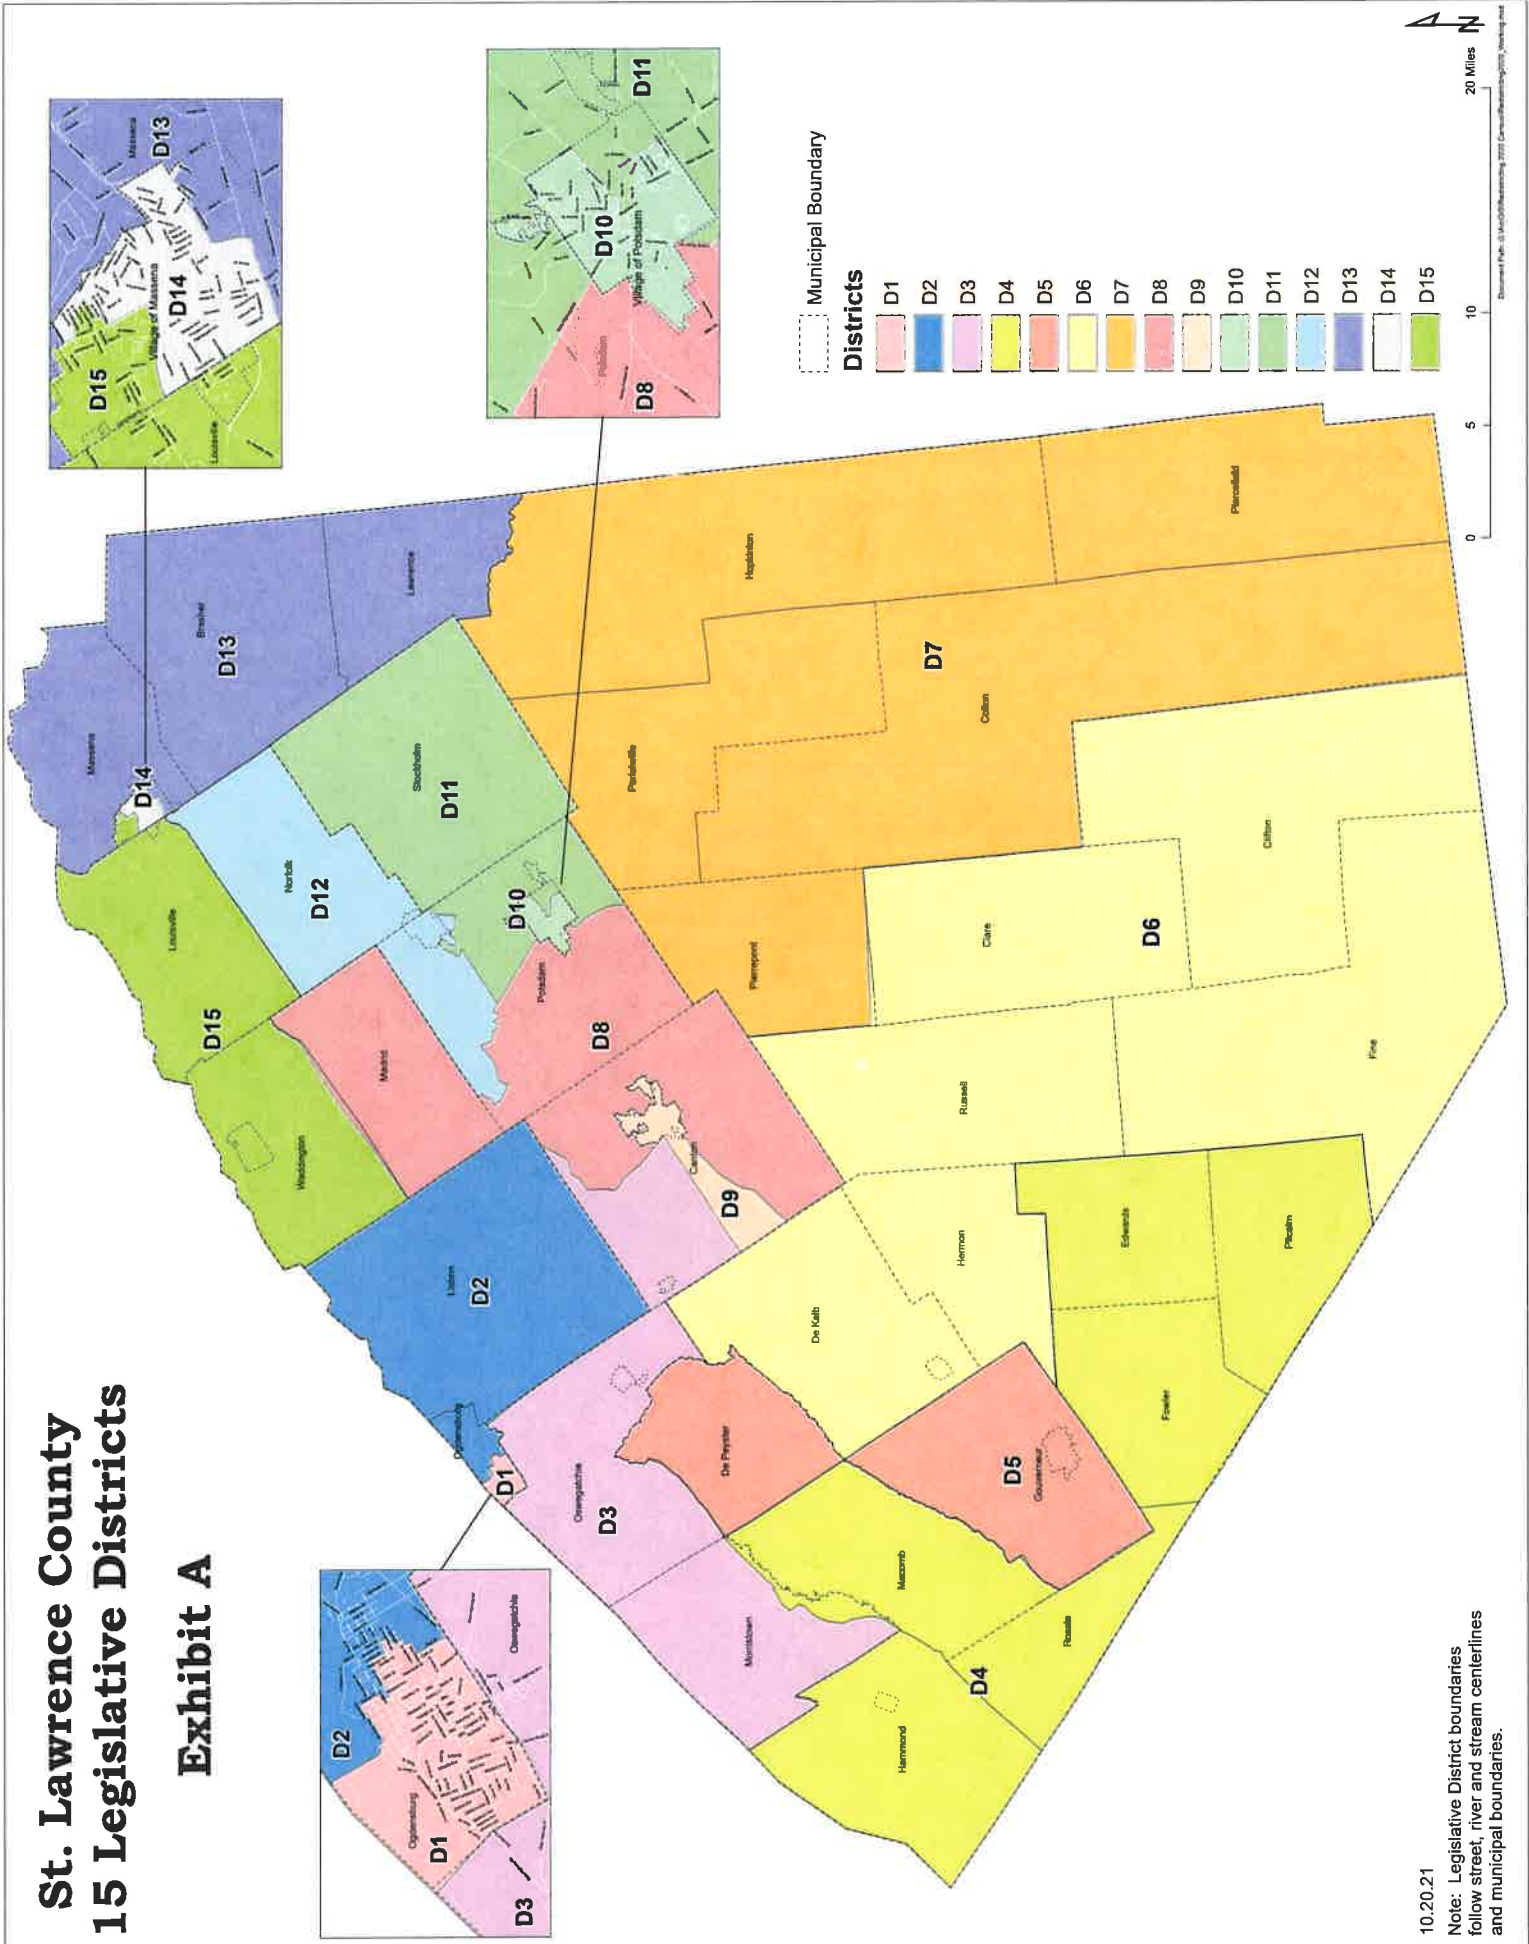 St. Lawrence County
15 Legislative Districts
Exhibit A
D2
Ogdensburg
D1
D3
Oswegatchie
D15
Village of Massena
D14
Massena
D13
Louisville
D11
D10
Village of Potsdam
Potsdam
D8
Massena
D14
Brasher
D13
Lawrence
Louisville
D15
Norfolk
D12
Stockholm
D11
Waddington
Madrid
D10
Potsdam
D8
Lisbon
D2
Canton
D9
Ogdensburg
D1
Oswegatchie
D3
De Peyster
De Kalb
Hermon
Russell
Pierrepont
Parishville
Hopkinton
D7
Colton
Piercefield
Clare
D6
Clifton
Fine
Edwards
Pitcairn
Fowler
D5
Gouverneur
Macomb
Morristown
Hammond
D4
Rossie
Municipal Boundary
Districts
D1
D2
D3
D4
D5
D6
D7
D8
D9
D10
D11
D12
D13
D14
D15
0 5 10 20 Miles
N
10.20.21
Note: Legislative District boundaries
follow street, river and stream centerlines
and municipal boundaries.